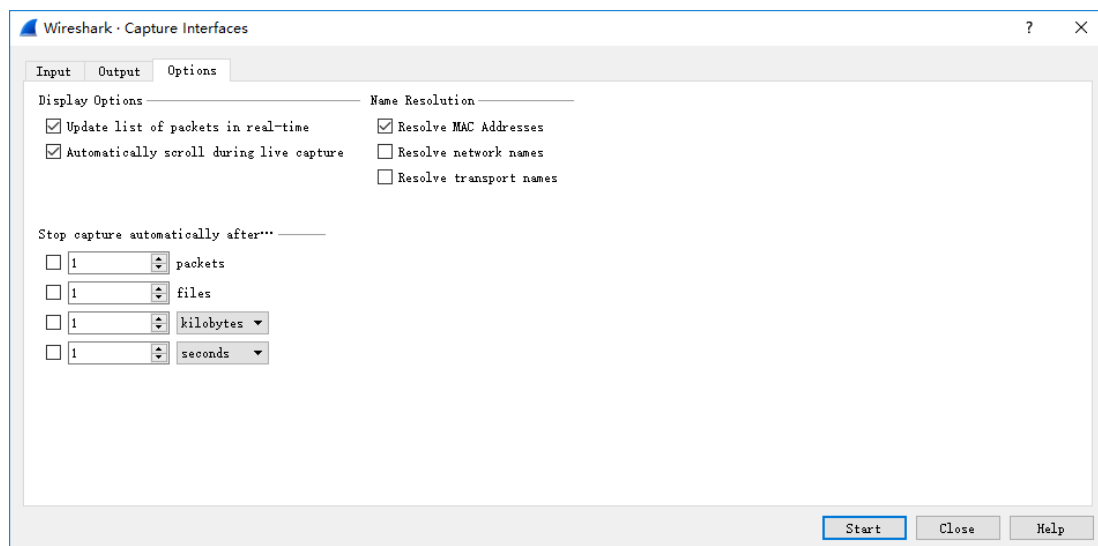 Wireshark · Capture Interfaces
Input Output Options
Display Options
Update list of packets in real-time
Automatically scroll during live capture
Name Resolution
Resolve MAC Addresses
Resolve network names
Resolve transport names
Stop capture automatically after…
1 packets
1 files
1 kilobytes
1 seconds
Start Close Help